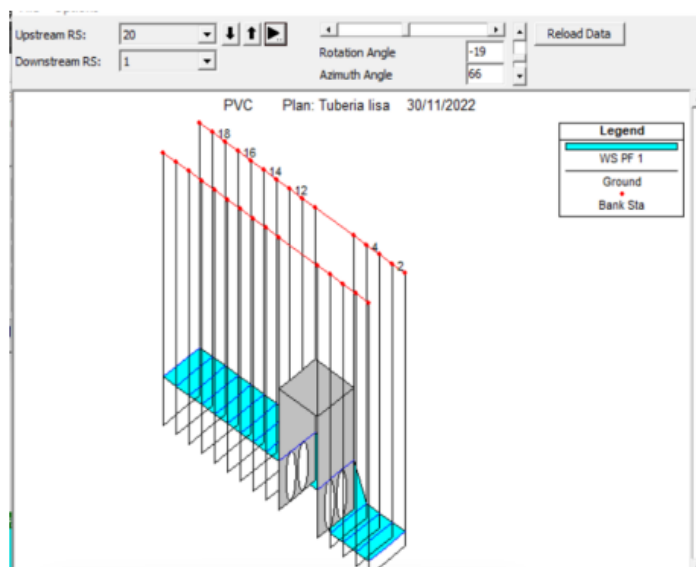 Upstream RS: 20
Downstream RS: 1
Rotation Angle -19
Azimuth Angle 66
Reload Data
PVC Plan: Tuberia lisa 30/11/2022
Legend
WS PF 1
Ground
Bank Sta
18
16
14
12
4
2